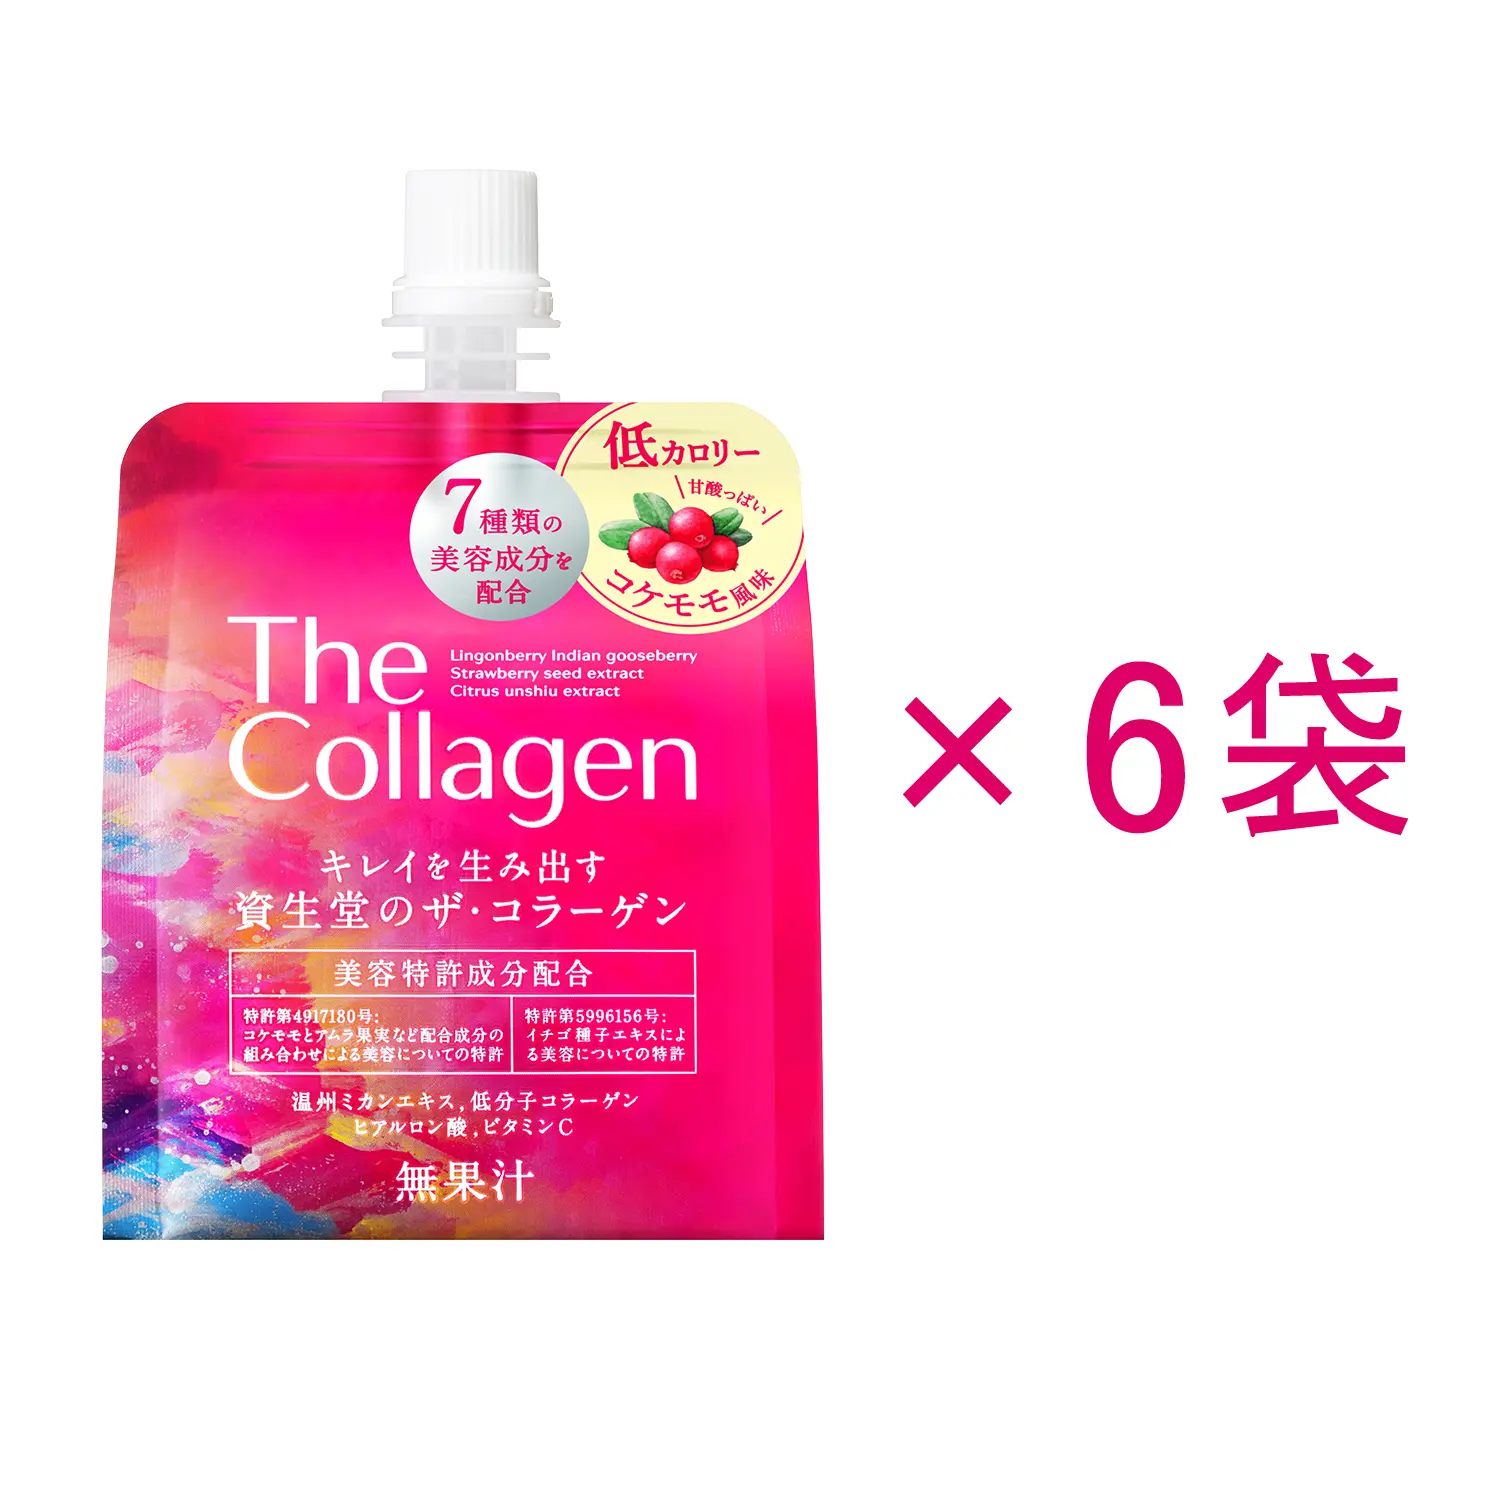 低カロリー
甘酸っぱい
コケモモ風味
7種類の
美容成分を
配合
The
Collagen
Lingonberry Indian gooseberry
Strawberry seed extract
Citrus unshiu extract
キレイを生み出す
資生堂のザ・コラーゲン
美容特許成分配合
特許第4917180号:
コケモモとアムラ果実など配合成分の
組み合わせによる美容についての特許
特許第5996156号:
イチゴ種子エキスによ
る美容についての特許
温州ミカンエキス,低分子コラーゲン
ヒアルロン酸,ビタミンC
無果汁
×6袋